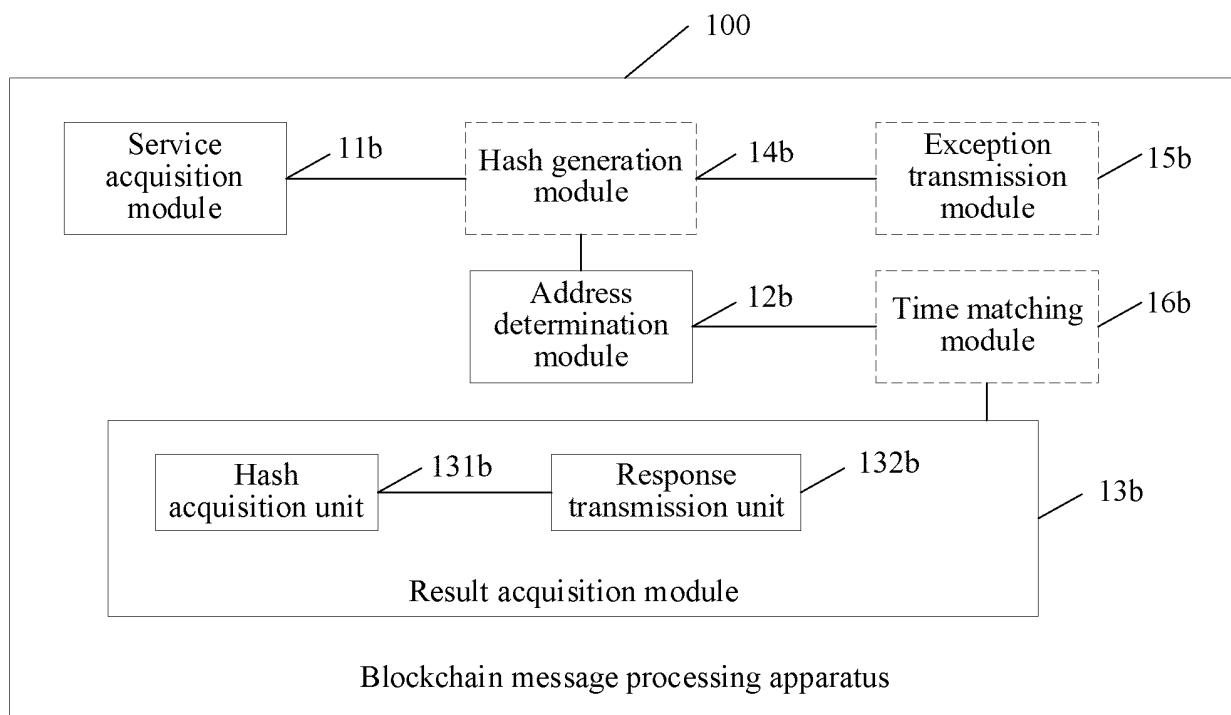 100
Service
acquisition
module
11b
Hash generation
module
14b
Exception
transmission
module
15b
Address
determination
module
12b
Time matching
module
16b
Hash
acquisition unit
131b
Response
transmission unit
132b
13b
Result acquisition module
Blockchain message processing apparatus